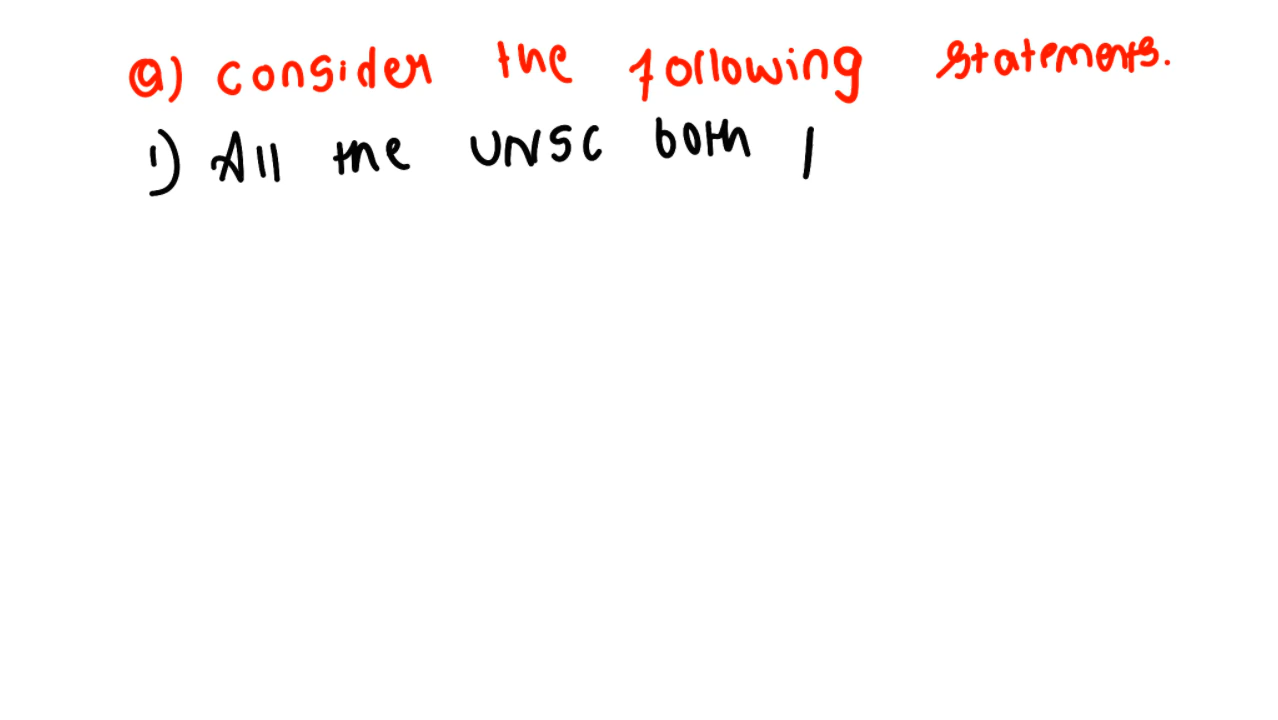 Q) Consider the following statements.
1) All the UNSC both